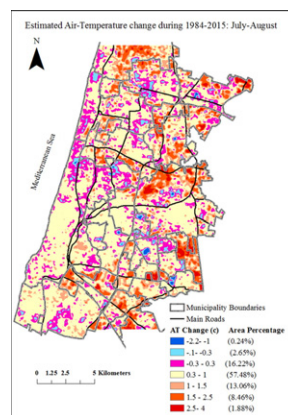 Estimated Air-Temperature change during 1984-2015: July-August
N
Mediterranean Sea
Municipality Boundaries
Main Roads
AT Change (c) Area Percentage
-2.2- -1 (0.24%)
-.1 -0.3 (2.65%)
-0.3 - 0.3 (16.22%)
0.3 - 1 (57.48%)
1 - 1.5 (13.06%)
1.5 - 2.5 (8.46%)
2.5 - 4 (1.88%)
0 1.25 2.5 5 Kilometers